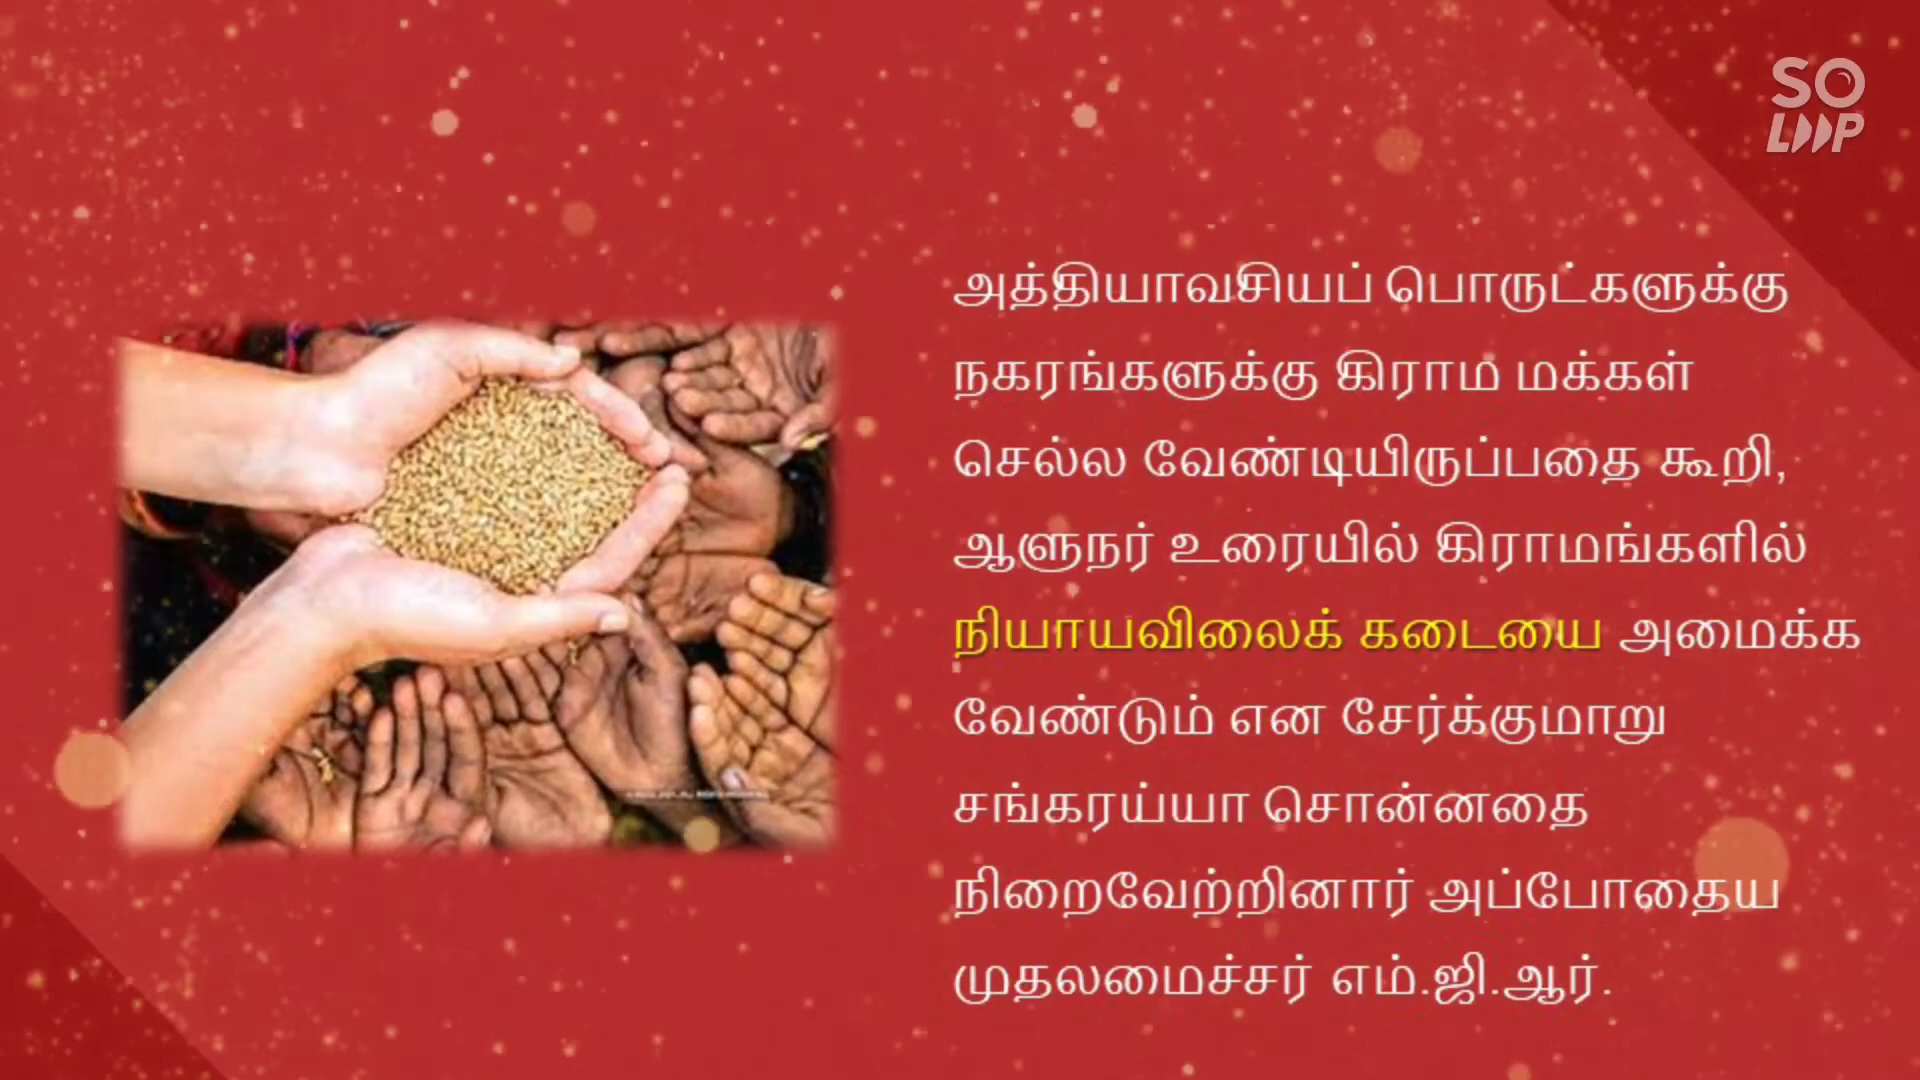 SO
LOOP
அத்தியாவசியப் பொருட்களுக்கு
நகரங்களுக்கு கிராம மக்கள்
செல்ல வேண்டியிருப்பதை கூறி,
ஆளுநர் உரையில் கிராமங்களில்
நியாயவிலைக் கடையை அமைக்க
வேண்டும் என சேர்க்குமாறு
சங்கரய்யா சொன்னதை
நிறைவேற்றினார் அப்போதைய
முதலமைச்சர் எம்.ஜி.ஆர்.